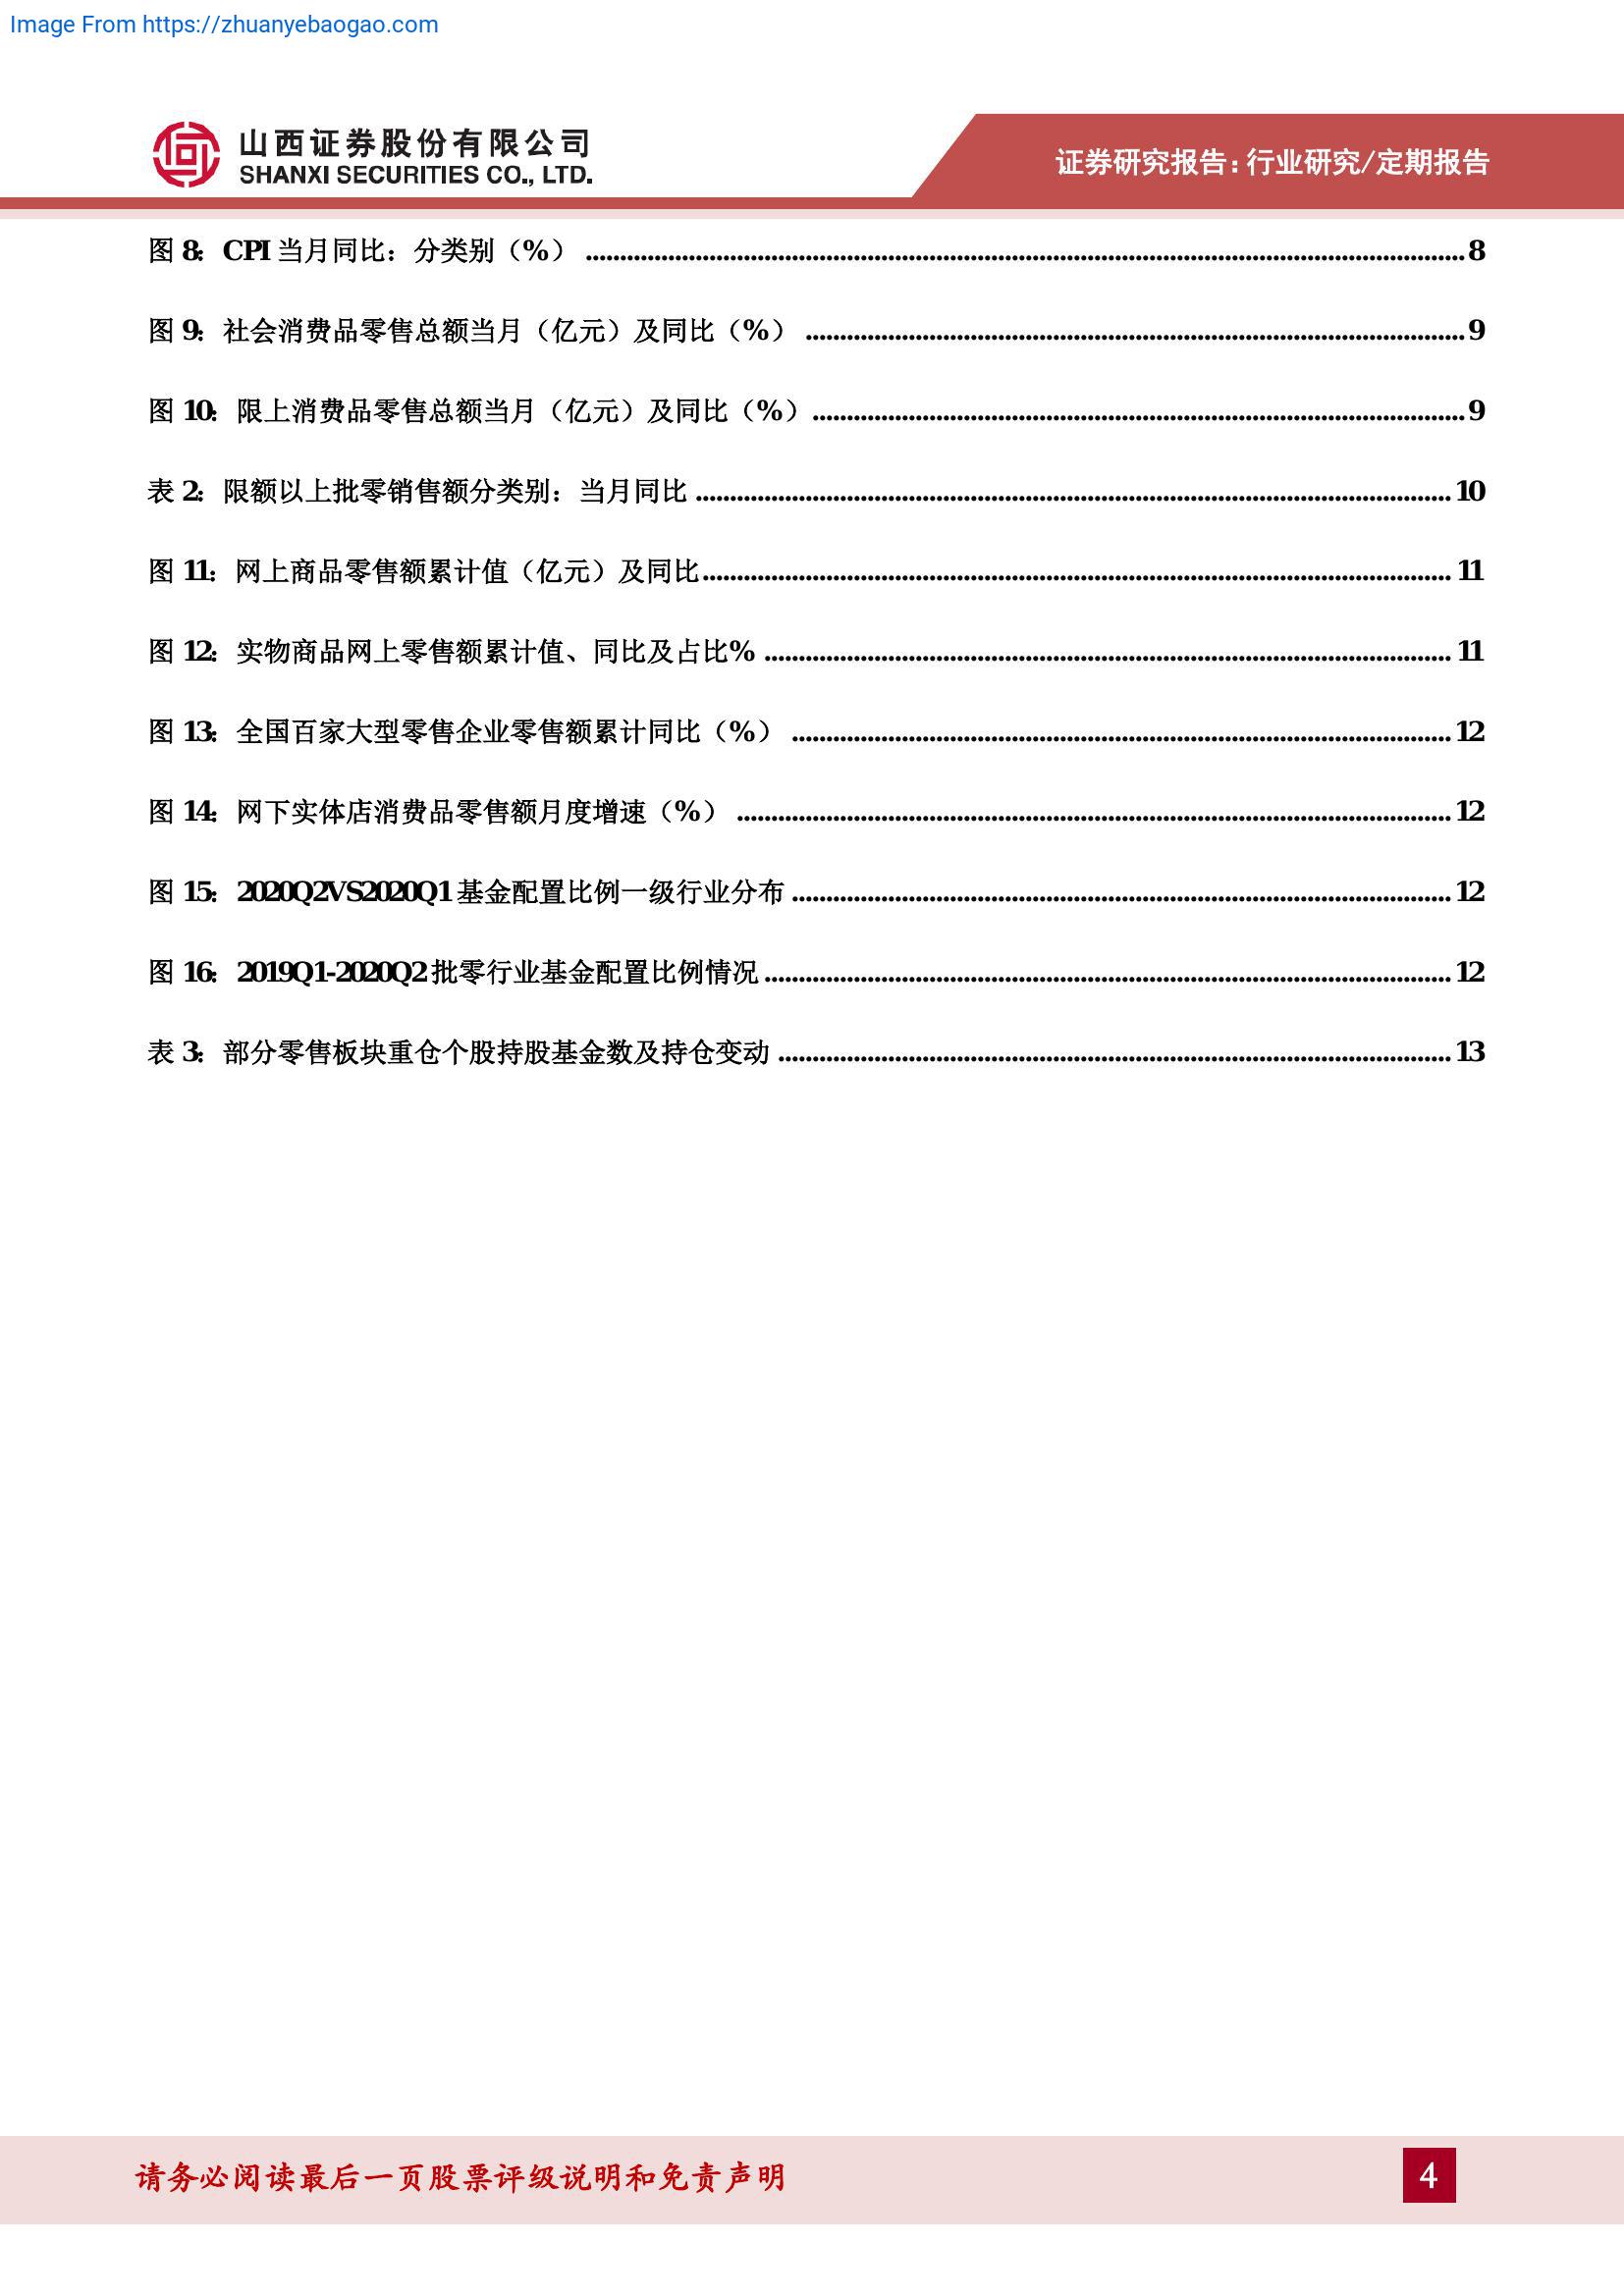 Image From https://zhuanyebaogao.com
山西证券股份有限公司
SHANXI SECURITIES CO., LTD.
证券研究报告：行业研究/定期报告
图 8：CPI 当月同比：分类别（%）........8
图 9：社会消费品零售总额当月（亿元）及同比（%）........9
图 10：限上消费品零售总额当月（亿元）及同比（%）........9
表 2：限额以上批零销售额分类别：当月同比........10
图 11：网上商品零售额累计值（亿元）及同比........11
图 12：实物商品网上零售额累计值、同比及占比%........11
图 13：全国百家大型零售企业零售额累计同比（%）........12
图 14：网下实体店消费品零售额月度增速（%）........12
图 15：2020Q2VS2020Q1 基金配置比例一级行业分布........12
图 16：2019Q1-2020Q2 批零行业基金配置比例情况........12
表 3：部分零售板块重仓个股持股基金数及持仓变动........13
请务必阅读最后一页股票评级说明和免责声明
4